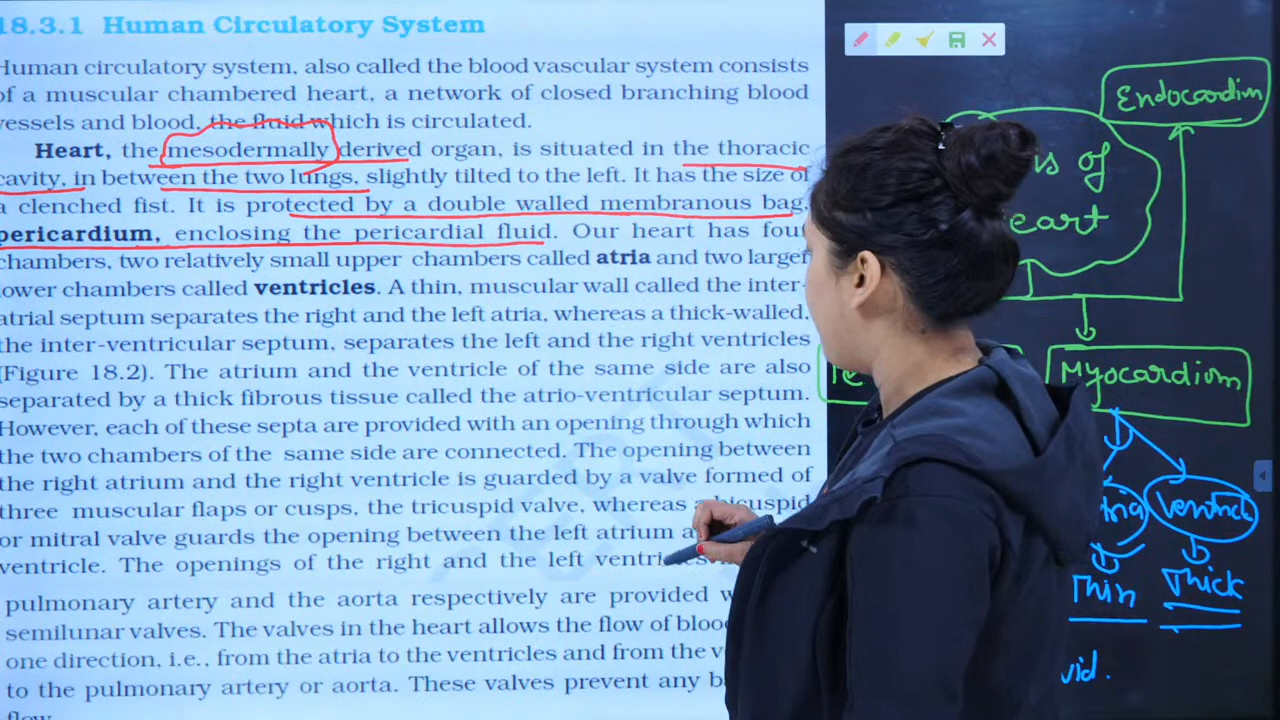 18.3.1 Human Circulatory System
Human circulatory system, also called the blood vascular system consists
of a muscular chambered heart, a network of closed branching blood
vessels and blood, the fluid which is circulated.
Heart, the mesodermally derived organ, is situated in the thoracic
cavity, in between the two lungs, slightly tilted to the left. It has the size of
a clenched fist. It is protected by a double walled membranous bag,
pericardium, enclosing the pericardial fluid. Our heart has four
chambers, two relatively small upper chambers called atria and two larger
lower chambers called ventricles. A thin, muscular wall called the inter-
atrial septum separates the right and the left atria, whereas a thick-walled,
the inter-ventricular septum, separates the left and the right ventricles
(Figure 18.2). The atrium and the ventricle of the same side are also
separated by a thick fibrous tissue called the atrio-ventricular septum.
However, each of these septa are provided with an opening through which
the two chambers of the same side are connected. The opening between
the right atrium and the right ventricle is guarded by a valve formed of
three muscular flaps or cusps, the tricuspid valve, whereas a bicuspid
or mitral valve guards the opening between the left atrium
ventricle. The openings of the right and the left ventricles
pulmonary artery and the aorta respectively are provided
semilunar valves. The valves in the heart allows the flow of blood
one direction, i.e., from the atria to the ventricles and from the
to the pulmonary artery or aorta. These valves prevent any
flow.
Endocardium
of
eart
Myocardium
Ventricle
Thin
Thick
vid.